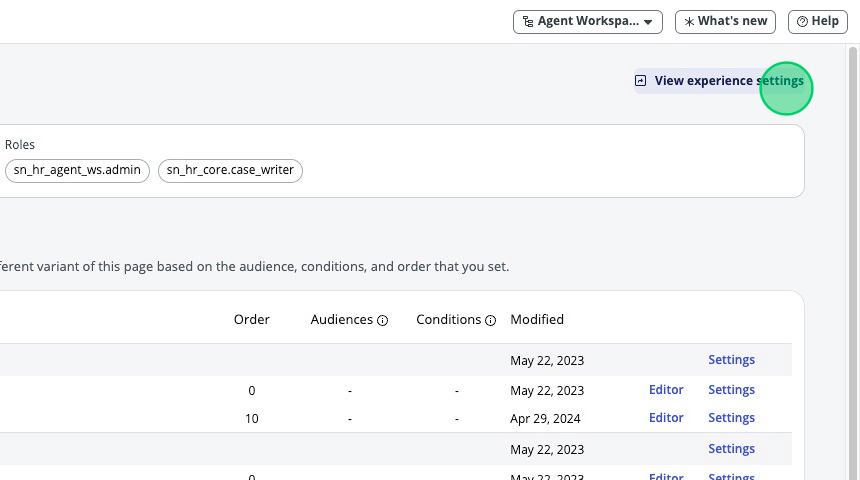 Agent Workspa... What's new Help
View experience settings
Roles
sn_hr_agent_ws.admin sn_hr_core.case_writer
ferent variant of this page based on the audience, conditions, and order that you set.
Order Audiences Conditions Modified
May 22, 2023 Settings
0 - - May 22, 2023 Editor Settings
10 - - Apr 29, 2024 Editor Settings
May 22, 2023 Settings
0 - - May 22, 2023 Editor Settings